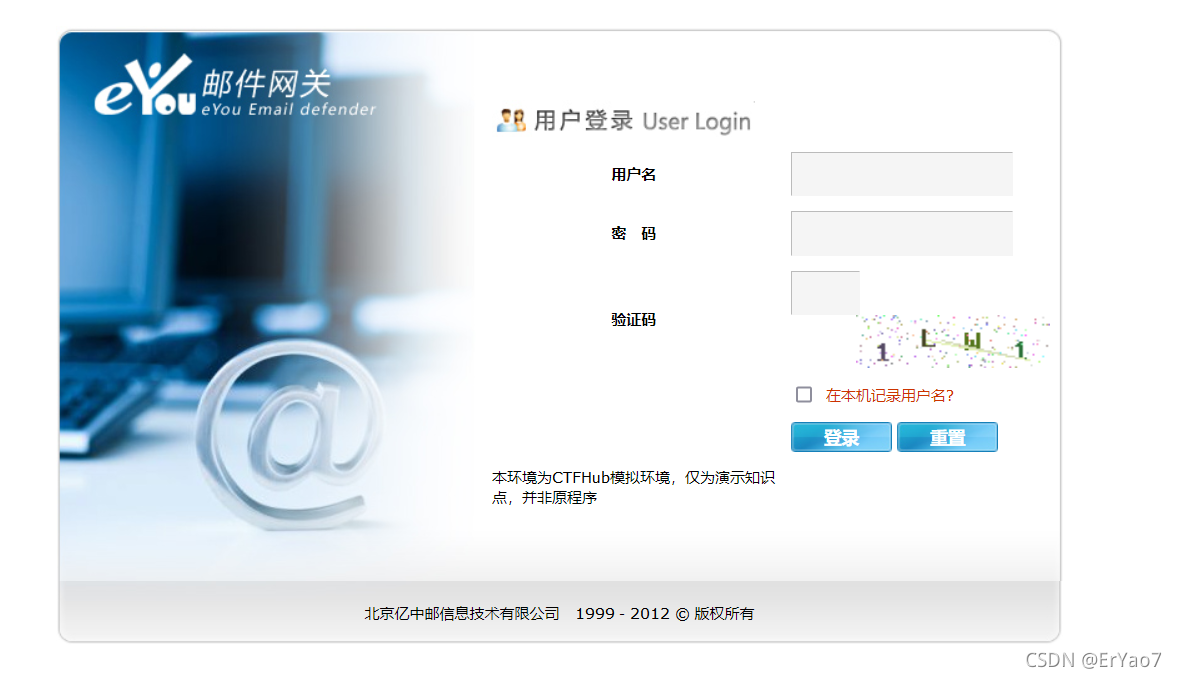 eYou 邮件网关
eYou Email defender
用户登录 User Login
用户名
密 码
验证码
1 L W 1
在本机记录用户名?
登录 重置
本环境为CTFHub模拟环境，仅为演示知识
点，并非原程序
北京亿中邮信息技术有限公司 1999 - 2012 © 版权所有
CSDN @ErYao7